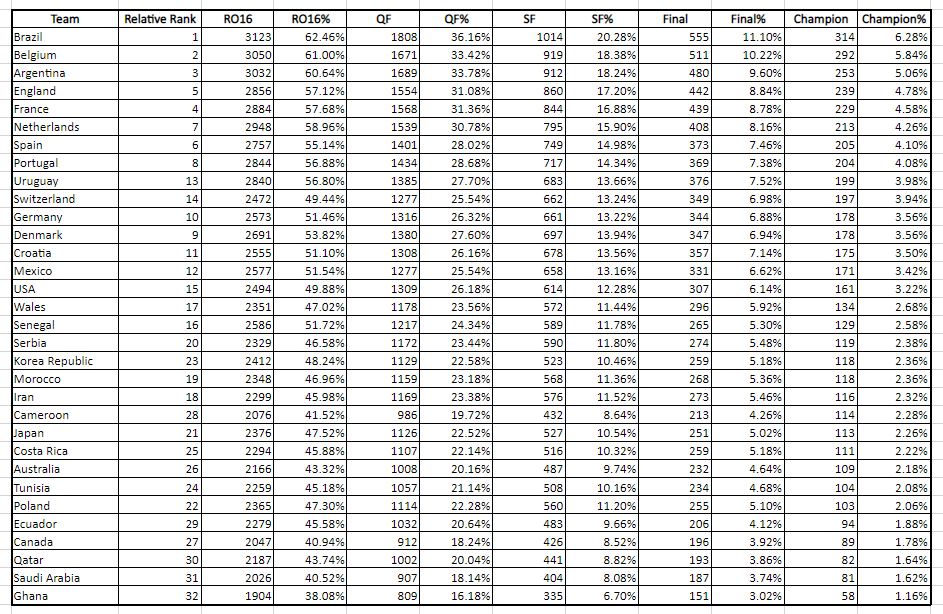 Team Relative Rank RO16 RO16% QF QF% SF SF% Final Final% Champion Champion%
Brazil 1 3123 62.46% 1808 36.16% 1014 20.28% 555 11.10% 314 6.28%
Belgium 2 3050 61.00% 1671 33.42% 919 18.38% 511 10.22% 292 5.84%
Argentina 3 3032 60.64% 1689 33.78% 912 18.24% 480 9.60% 253 5.06%
England 5 2856 57.12% 1554 31.08% 860 17.20% 442 8.84% 239 4.78%
France 4 2884 57.68% 1568 31.36% 844 16.88% 439 8.78% 229 4.58%
Netherlands 7 2948 58.96% 1539 30.78% 795 15.90% 408 8.16% 213 4.26%
Spain 6 2757 55.14% 1401 28.02% 749 14.98% 373 7.46% 205 4.10%
Portugal 8 2844 56.88% 1434 28.68% 717 14.34% 369 7.38% 204 4.08%
Uruguay 13 2840 56.80% 1385 27.70% 683 13.66% 376 7.52% 199 3.98%
Switzerland 14 2472 49.44% 1277 25.54% 662 13.24% 349 6.98% 197 3.94%
Germany 10 2573 51.46% 1316 26.32% 661 13.22% 344 6.88% 178 3.56%
Denmark 9 2691 53.82% 1380 27.60% 697 13.94% 347 6.94% 178 3.56%
Croatia 11 2555 51.10% 1308 26.16% 678 13.56% 357 7.14% 175 3.50%
Mexico 12 2577 51.54% 1277 25.54% 658 13.16% 331 6.62% 171 3.42%
USA 15 2494 49.88% 1309 26.18% 614 12.28% 307 6.14% 161 3.22%
Wales 17 2351 47.02% 1178 23.56% 572 11.44% 296 5.92% 134 2.68%
Senegal 16 2586 51.72% 1217 24.34% 589 11.78% 265 5.30% 129 2.58%
Serbia 20 2329 46.58% 1172 23.44% 590 11.80% 274 5.48% 119 2.38%
Korea Republic 23 2412 48.24% 1129 22.58% 523 10.46% 259 5.18% 118 2.36%
Morocco 19 2348 46.96% 1159 23.18% 568 11.36% 268 5.36% 118 2.36%
Iran 18 2299 45.98% 1169 23.38% 576 11.52% 273 5.46% 116 2.32%
Cameroon 28 2076 41.52% 986 19.72% 432 8.64% 213 4.26% 114 2.28%
Japan 21 2376 47.52% 1126 22.52% 527 10.54% 251 5.02% 113 2.26%
Costa Rica 25 2294 45.88% 1107 22.14% 516 10.32% 259 5.18% 111 2.22%
Australia 26 2166 43.32% 1008 20.16% 487 9.74% 232 4.64% 109 2.18%
Tunisia 24 2259 45.18% 1057 21.14% 508 10.16% 234 4.68% 104 2.08%
Poland 22 2365 47.30% 1114 22.28% 560 11.20% 255 5.10% 103 2.06%
Ecuador 29 2279 45.58% 1032 20.64% 483 9.66% 206 4.12% 94 1.88%
Canada 27 2047 40.94% 912 18.24% 426 8.52% 196 3.92% 89 1.78%
Qatar 30 2187 43.74% 1002 20.04% 441 8.82% 193 3.86% 82 1.64%
Saudi Arabia 31 2026 40.52% 907 18.14% 404 8.08% 187 3.74% 81 1.62%
Ghana 32 1904 38.08% 809 16.18% 335 6.70% 151 3.02% 58 1.16%